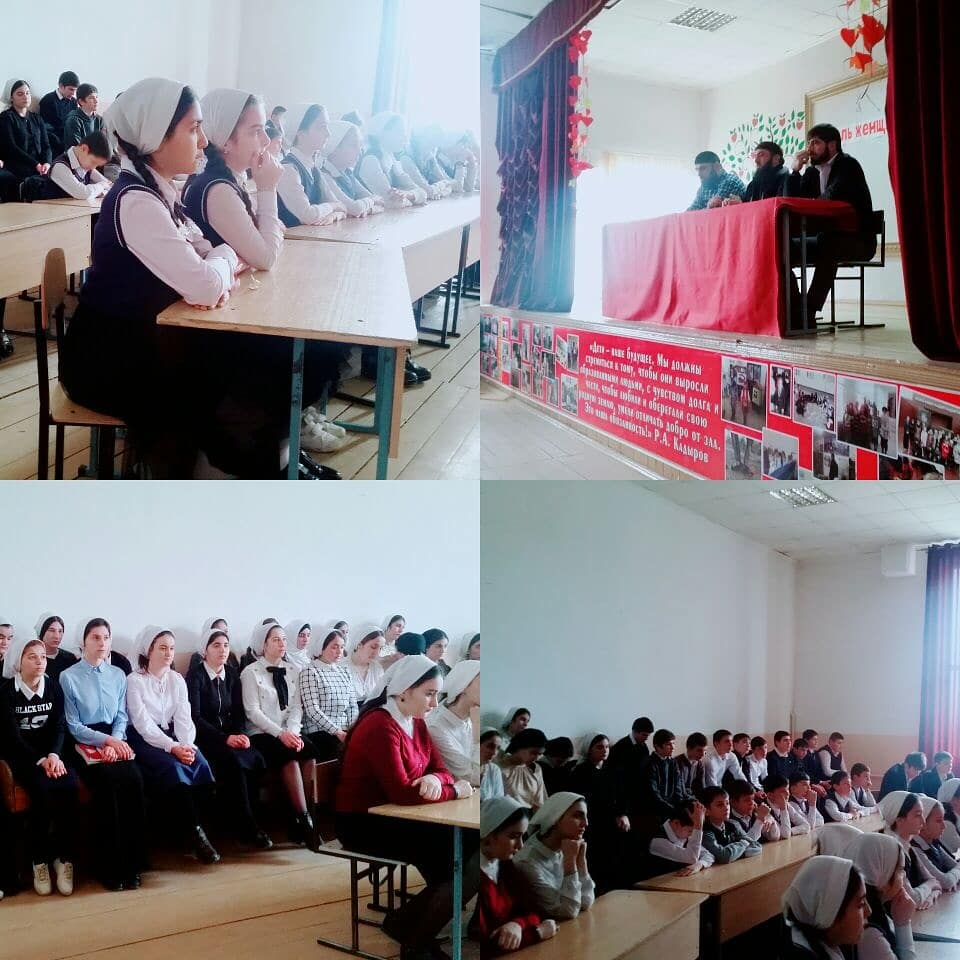 ль женщ
«Дети – наше будущее. Мы должны
стремиться к тому, чтобы они выросли
образованными людьми, с чувством долга и
чести, чтобы любили и оберегали свою
родную землю, умели отличать добро от зла.
Это наша обязанность!» Р.А. Кадыров
BLACK STAR
13